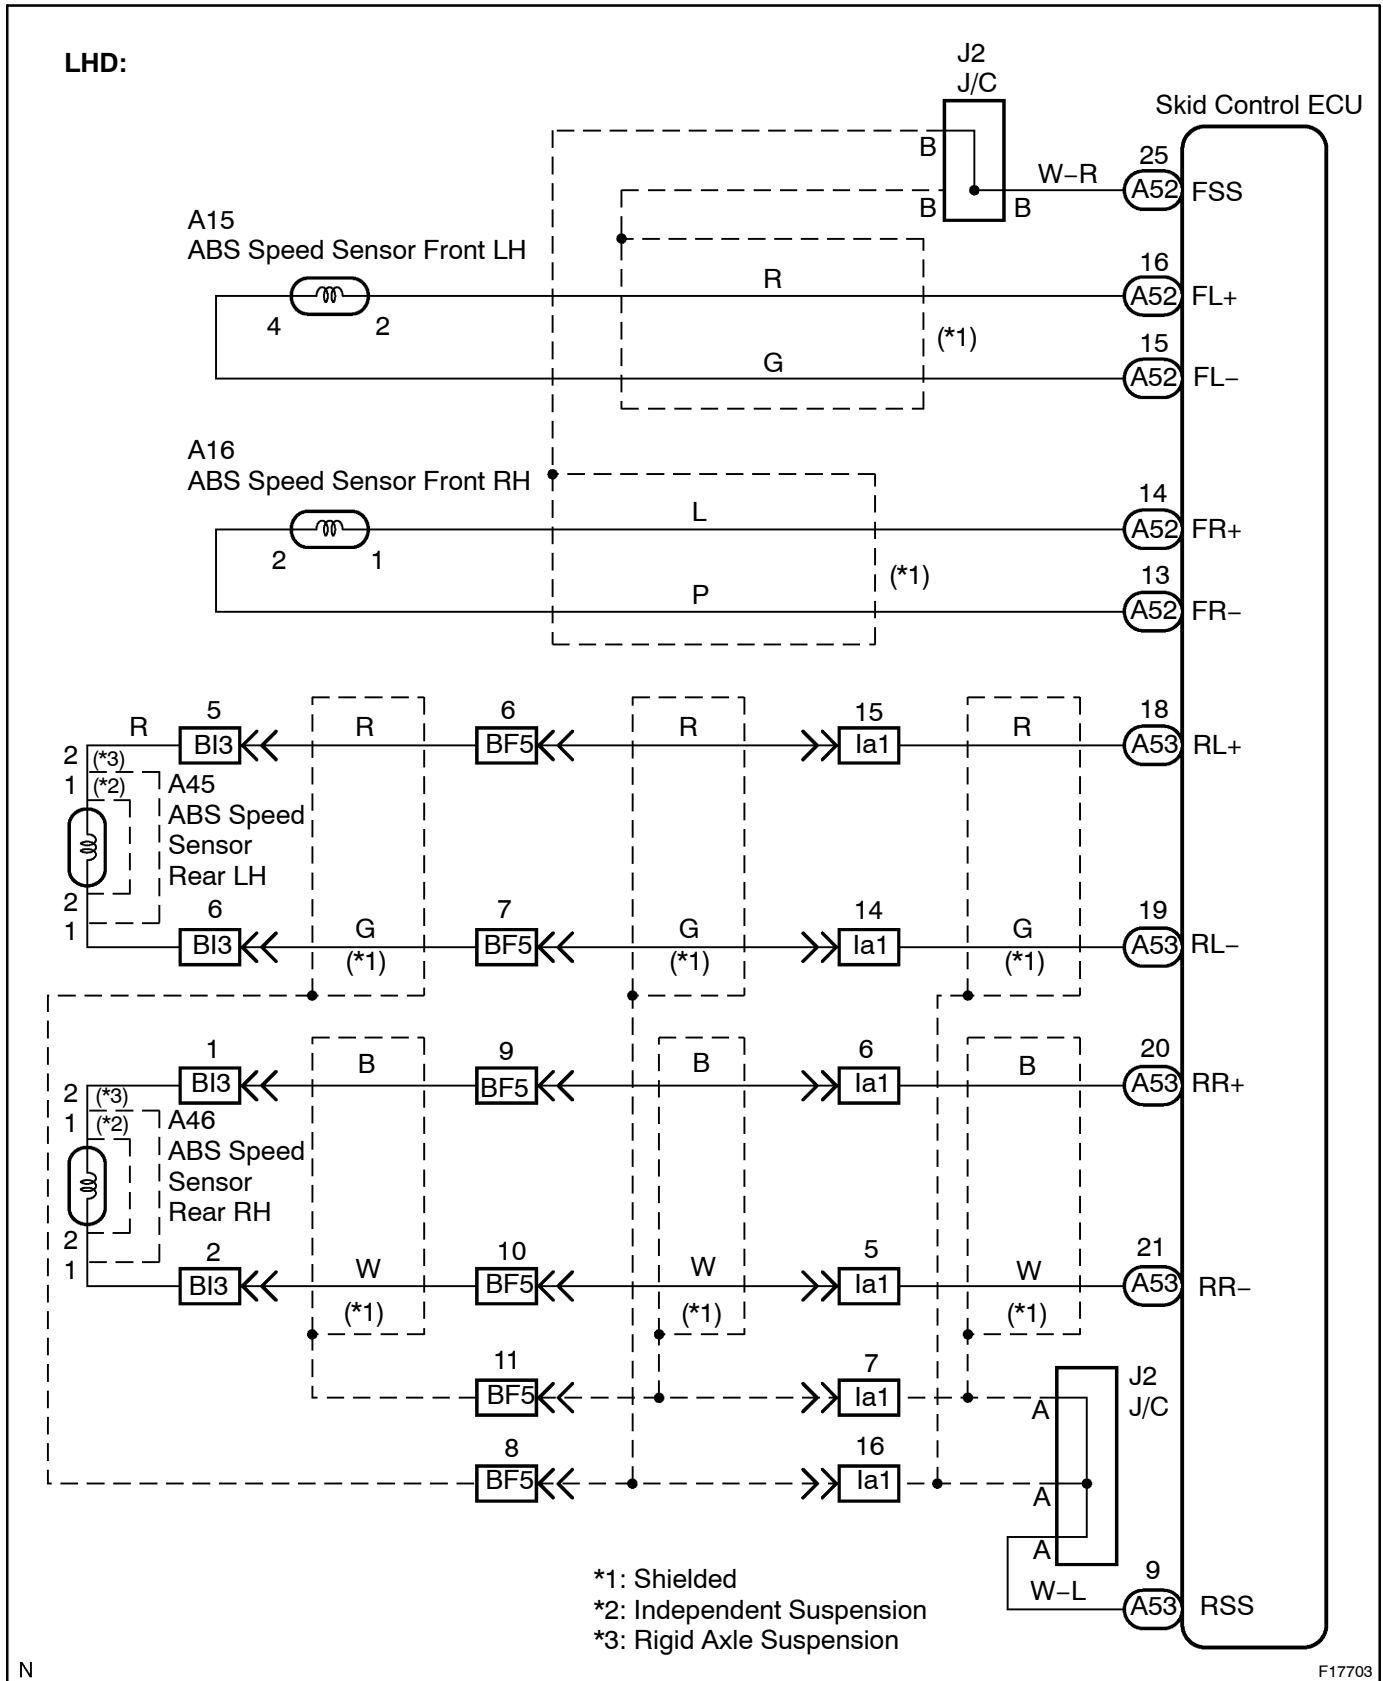 LHD:
J2
J/C
Skid Control ECU
B
25
W−R
A52
FSS
B
B
A15
ABS Speed Sensor Front LH
16
R
A52
FL+
4
2
(*1)
15
G
A52
FL−
A16
ABS Speed Sensor Front RH
14
L
A52
FR+
2
1
(*1)
13
P
A52
FR−
5
6
15
18
R
BI3
R
BF5
R
Ia1
R
A53
RL+
2
(*3)
1
(*2)
A45
ABS Speed
Sensor
Rear LH
2
1
6
7
14
19
BI3
G
BF5
G
Ia1
G
A53
RL−
(*1)
(*1)
(*1)
1
9
6
20
BI3
B
BF5
B
Ia1
B
A53
RR+
2
(*3)
1
(*2)
A46
ABS Speed
Sensor
Rear RH
2
1
2
10
5
21
BI3
W
BF5
W
Ia1
W
A53
RR−
(*1)
(*1)
(*1)
11
7
BF5
Ia1
A
J2
J/C
8
16
BF5
Ia1
A
A
9
W−L
A53
RSS
*1: Shielded
*2: Independent Suspension
*3: Rigid Axle Suspension
N
F17703